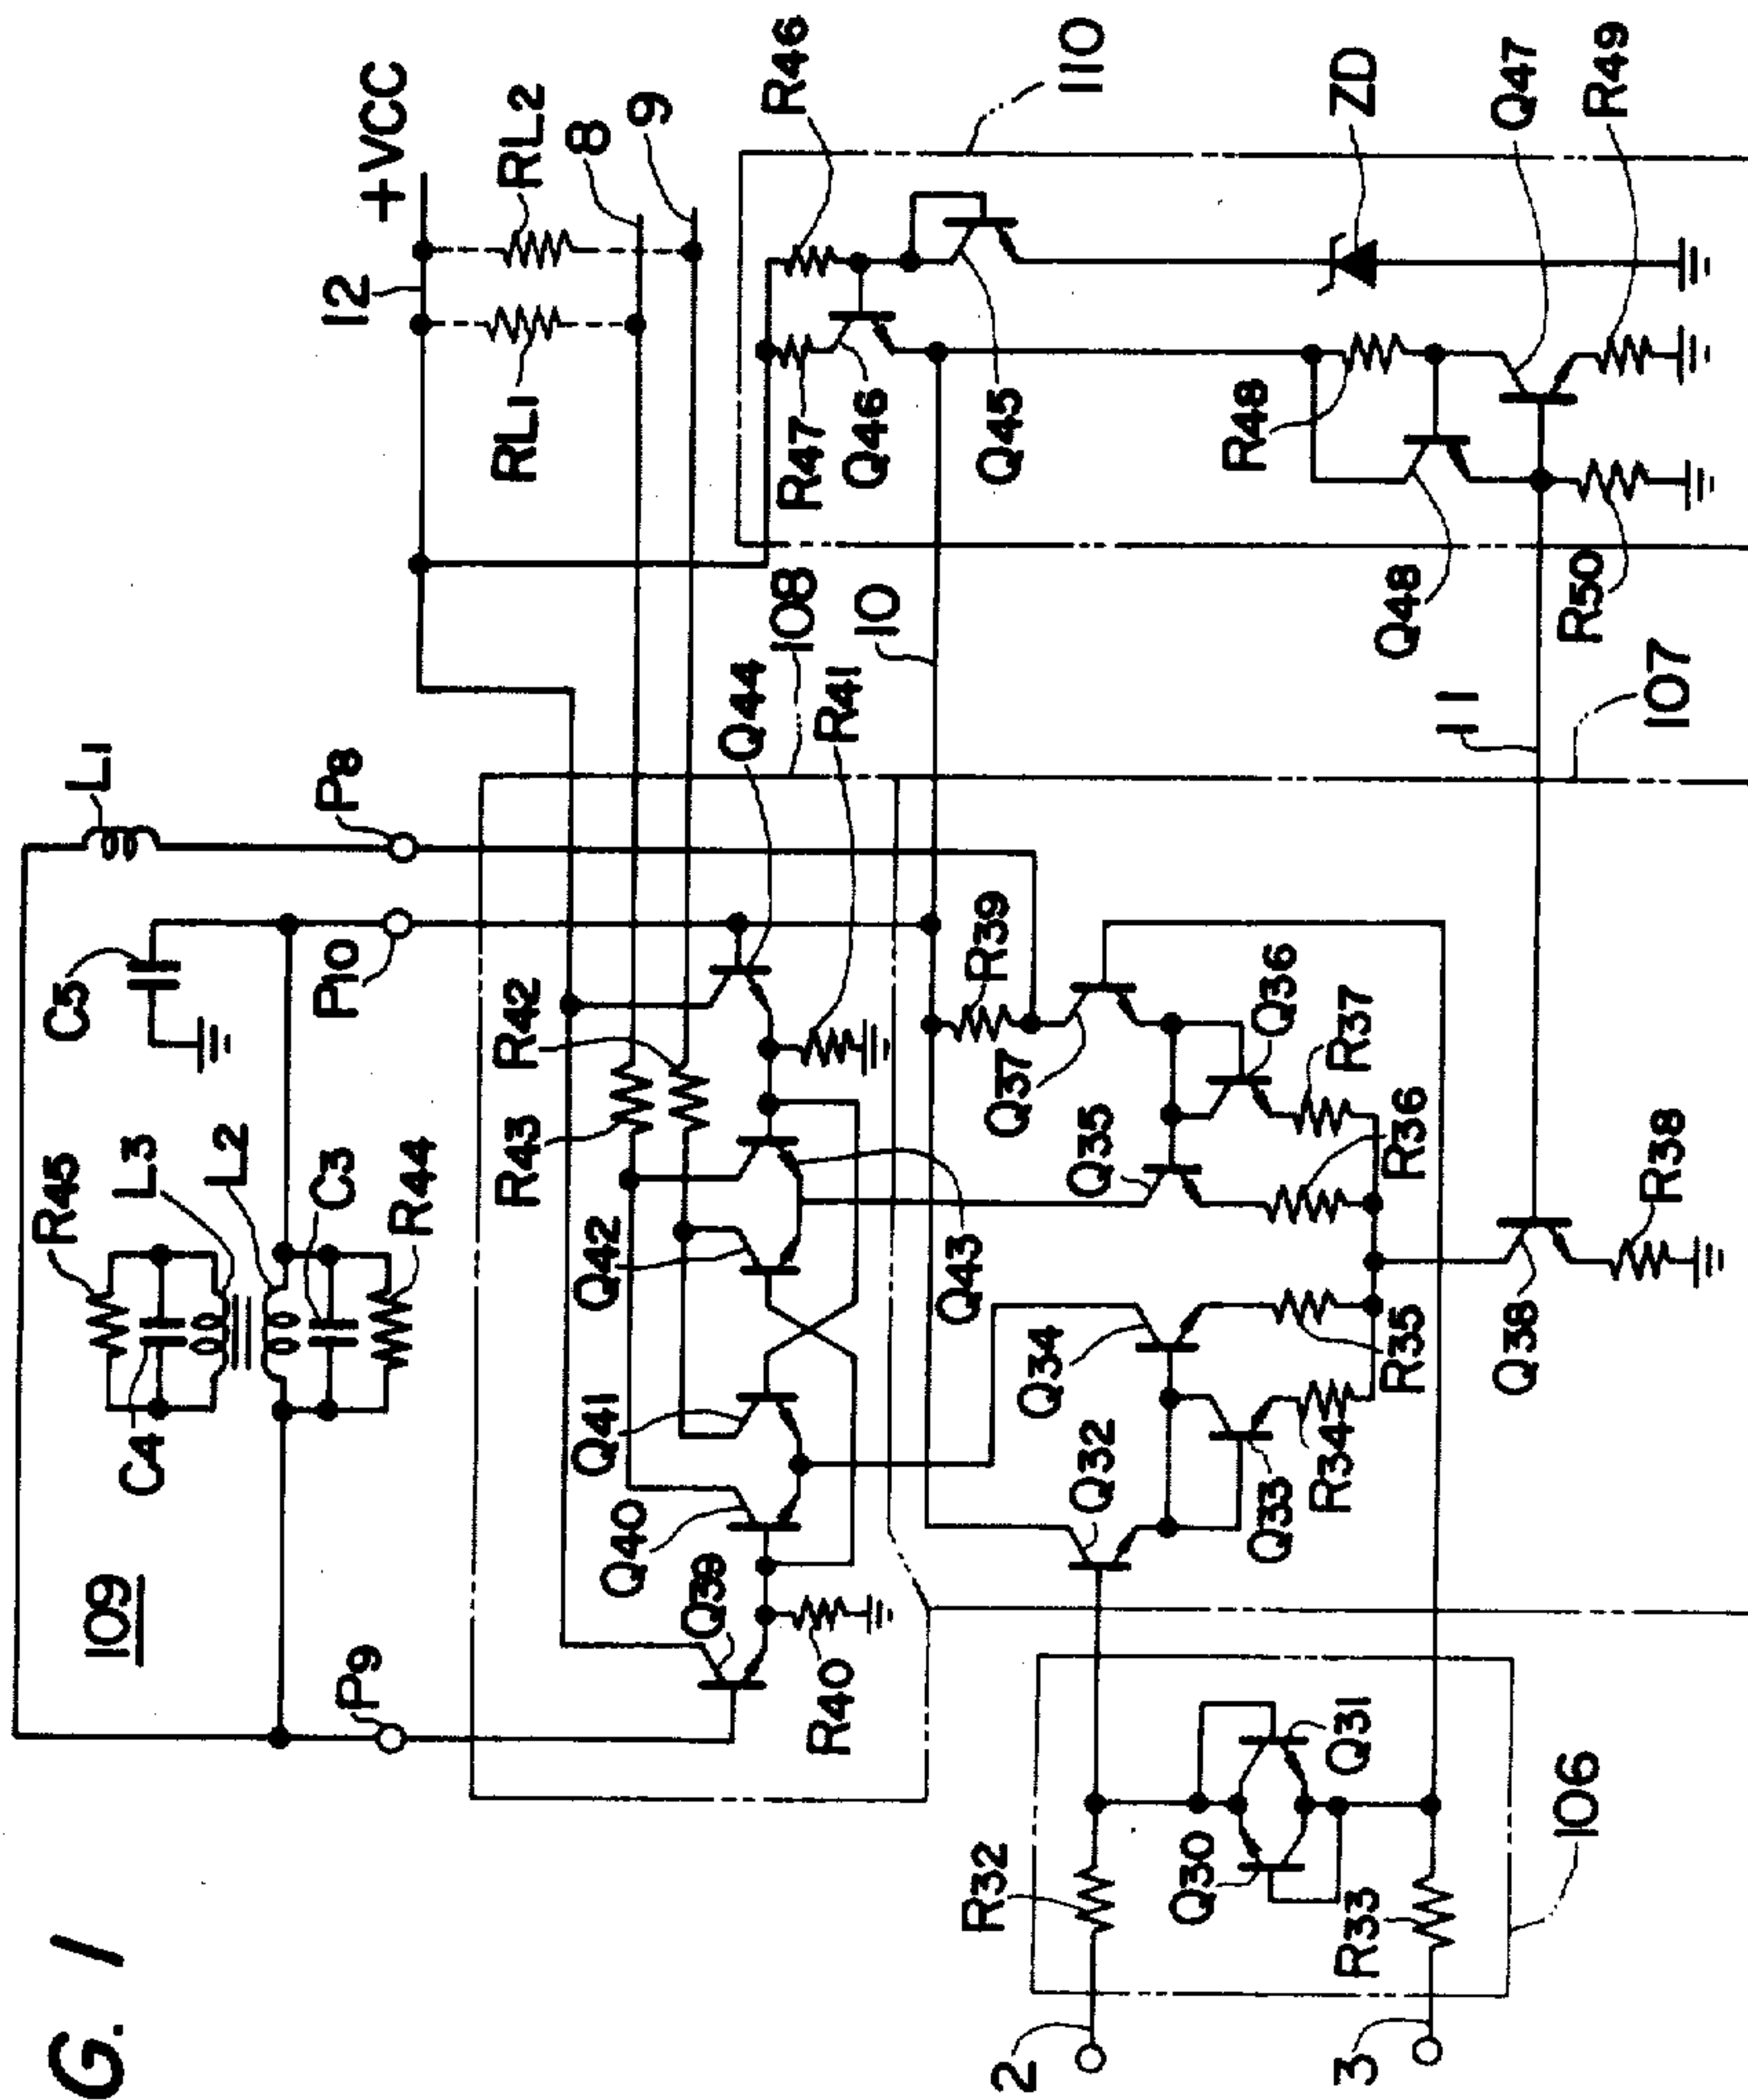 G. 1
109
R45
L3
L2
C3
R44
C4
C5
L1
P9
P10
P8
12
+VCC
RL1
RL2
8
9
R43
R42
Q44
108
R41
10
Q39
Q40
Q41
Q42
Q43
R40
R47
Q46
R46
Q45
110
R39
Q37
Q36
R37
Q35
R36
Q32
Q33
R34
Q34
R35
Q38
R38
11
107
R48
Q48
R50
ZD
Q47
R49
2
R32
Q30
Q31
R33
3
106